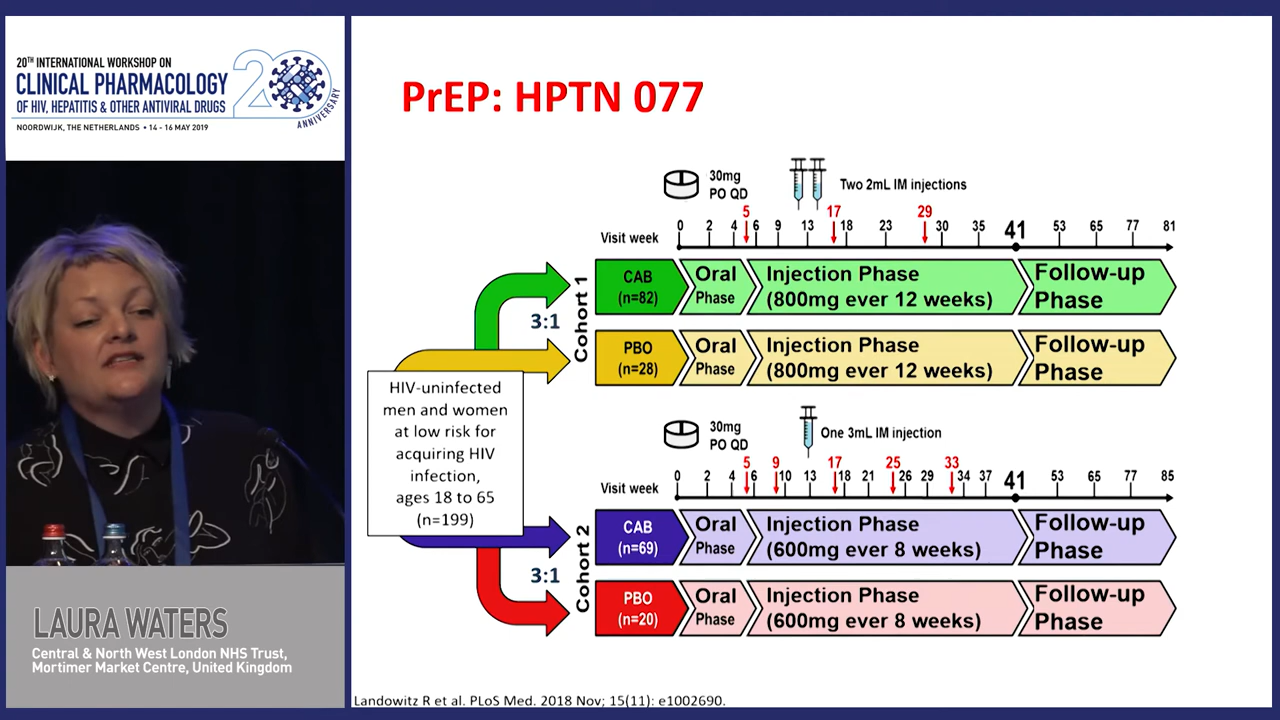 20TH INTERNATIONAL WORKSHOP ON
CLINICAL PHARMACOLOGY
OF HIV, HEPATITIS & OTHER ANTIVIRAL DRUGS
NOORDWIJK, THE NETHERLANDS • 14 - 16 MAY 2019
20
ANNIVERSARY
LAURA WATERS
Central & North West London NHS Trust,
Mortimer Market Centre, United Kingdom
PrEP: HPTN 077
30mg
PO QD
Two 2mL IM injections
5 17 29
Visit week 0 2 4 6 9 13 18 23 30 35 41 53 65 77 81
HIV-uninfected
men and women
at low risk for
acquiring HIV
infection,
ages 18 to 65
(n=199)
3:1
Cohort 1
CAB
(n=82)
Oral
Phase
Injection Phase
(800mg ever 12 weeks)
Follow-up
Phase
PBO
(n=28)
Oral
Phase
Injection Phase
(800mg ever 12 weeks)
Follow-up
Phase
30mg
PO QD
One 3mL IM injection
5 9 17 25 33
Visit week 0 2 4 6 10 13 18 21 26 29 34 37 41 53 65 77 85
3:1
Cohort 2
CAB
(n=69)
Oral
Phase
Injection Phase
(600mg ever 8 weeks)
Follow-up
Phase
PBO
(n=20)
Oral
Phase
Injection Phase
(600mg ever 8 weeks)
Follow-up
Phase
Landowitz R et al. PLoS Med. 2018 Nov; 15(11): e1002690.